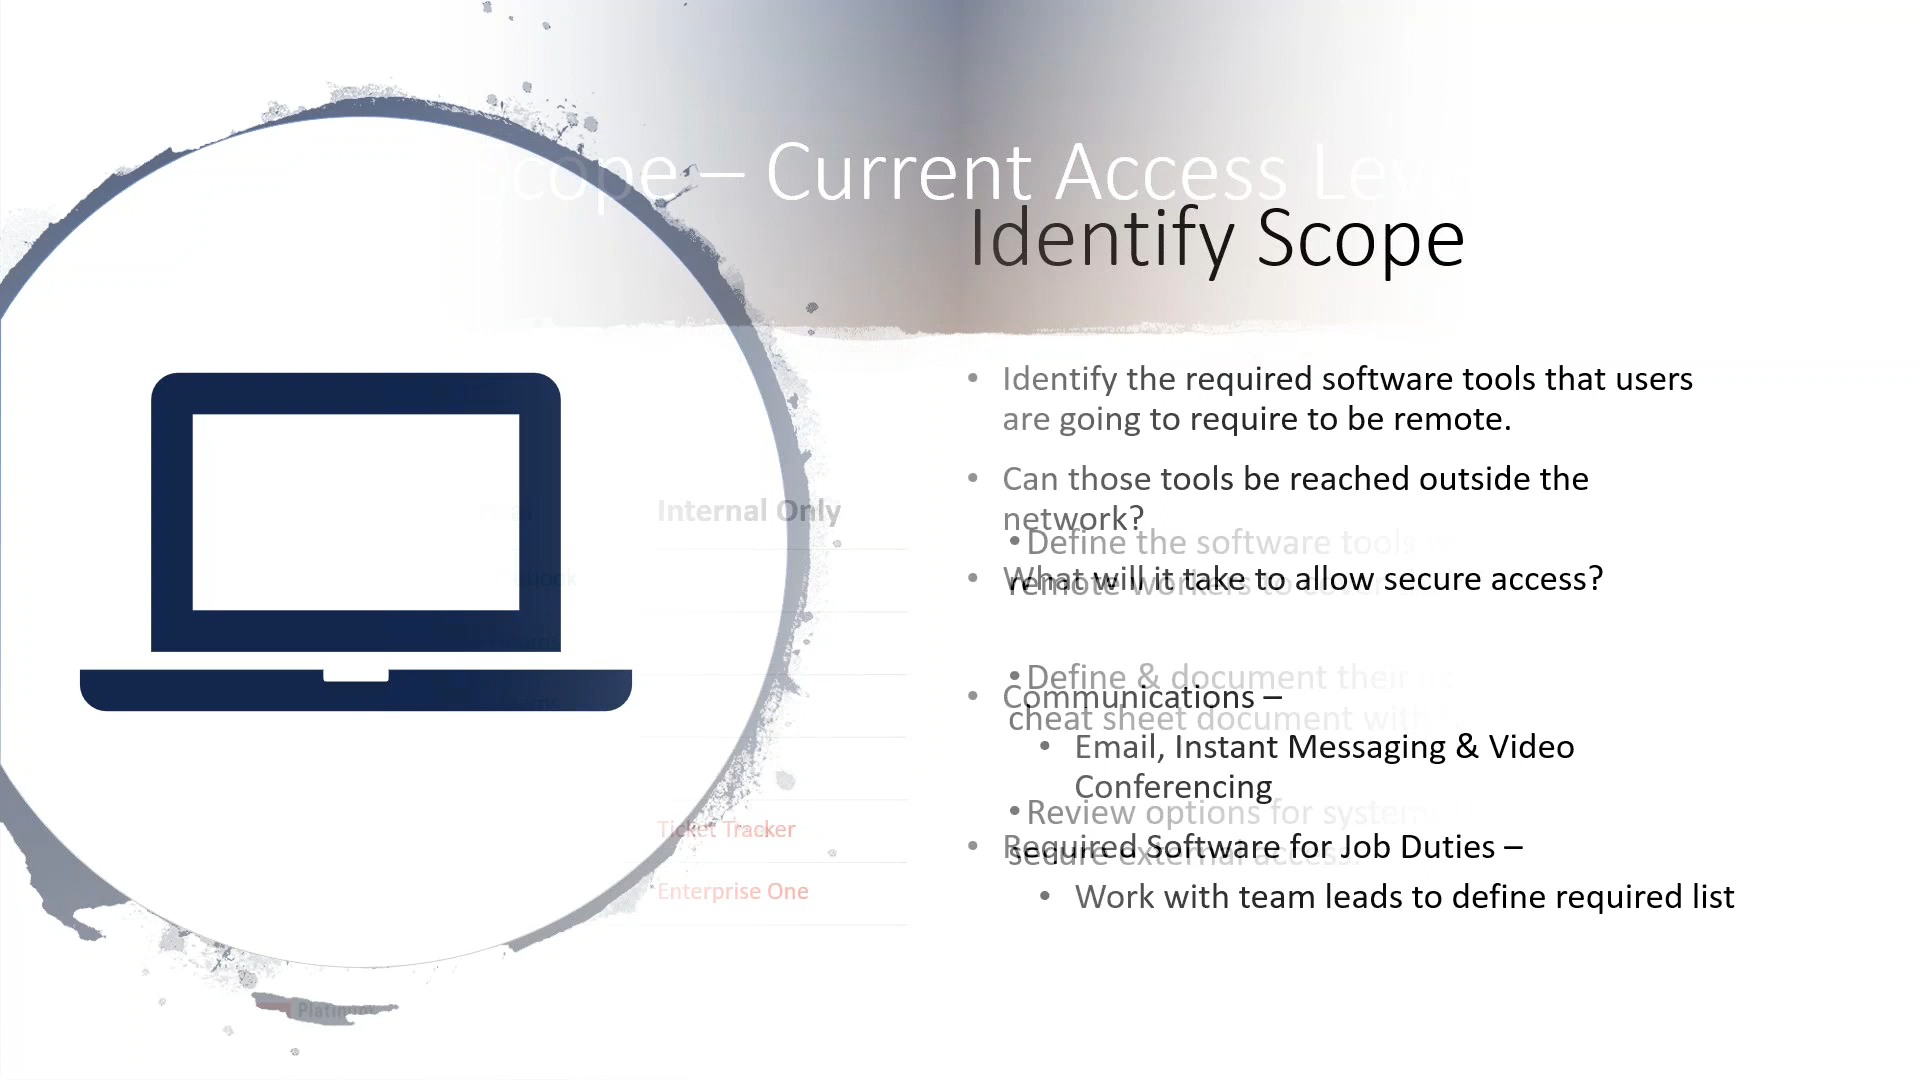 Scope – Current Access
Identify Scope
• Identify the required software tools that users
are going to require to be remote.
• Can those tools be reached outside the
network?
Internal Only
• Define the software tools
• What will it take to allow secure access?
remote workers to
• Define & document their
• Communications –
cheat sheet document with
• Email, Instant Messaging & Video
Conferencing
• Review options for system
Ticket Tracker
• Required Software for Job Duties –
secure external access.
Enterprise One
• Work with team leads to define required list
Platinum